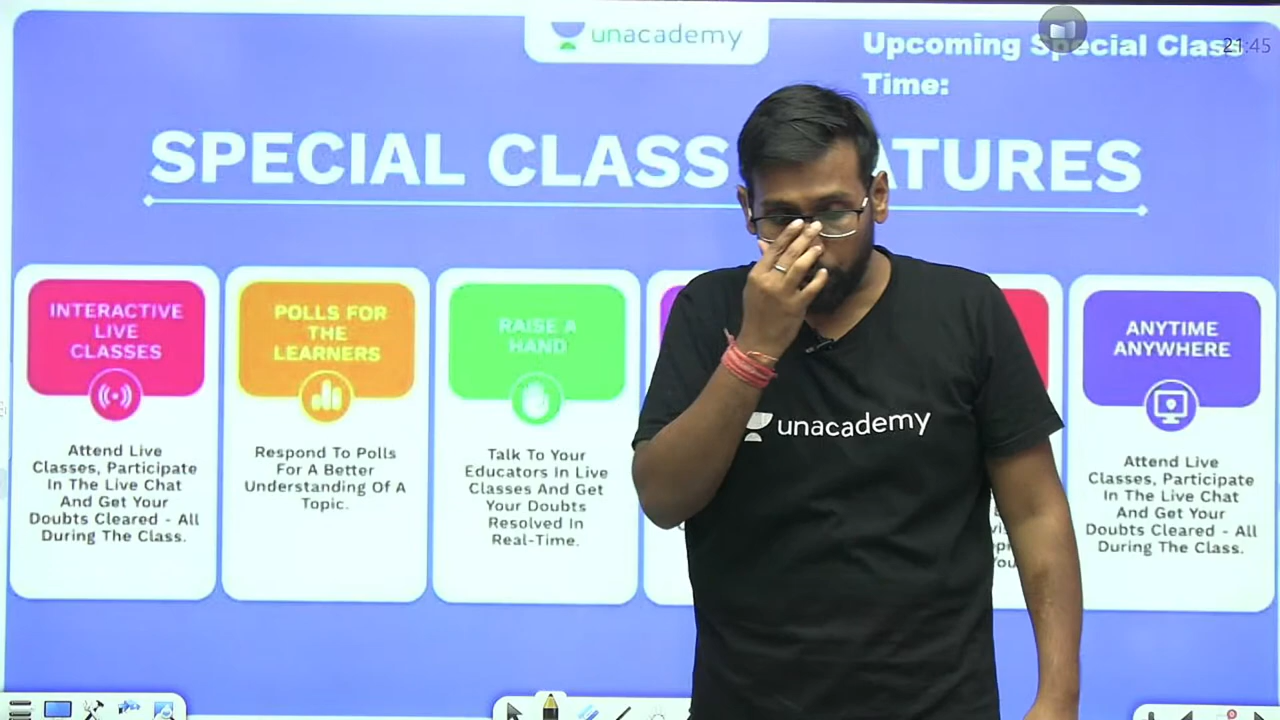 unacademy
Upcoming Special Class
21:45
Time:
SPECIAL CLASS
ATURES
INTERACTIVE
LIVE
CLASSES
Attend Live
Classes, Participate
In The Live Chat
And Get Your
Doubts Cleared - All
During The Class.
POLLS FOR
THE
LEARNERS
Respond To Polls
For A Better
Understanding Of A
Topic.
RAISE A
HAND
Talk To Your
Educators In Live
Classes And Get
Your Doubts
Resolved In
Real-Time.
unacademy
ANYTIME
ANYWHERE
Attend Live
Classes, Participate
In The Live Chat
And Get Your
Doubts Cleared - All
During The Class.